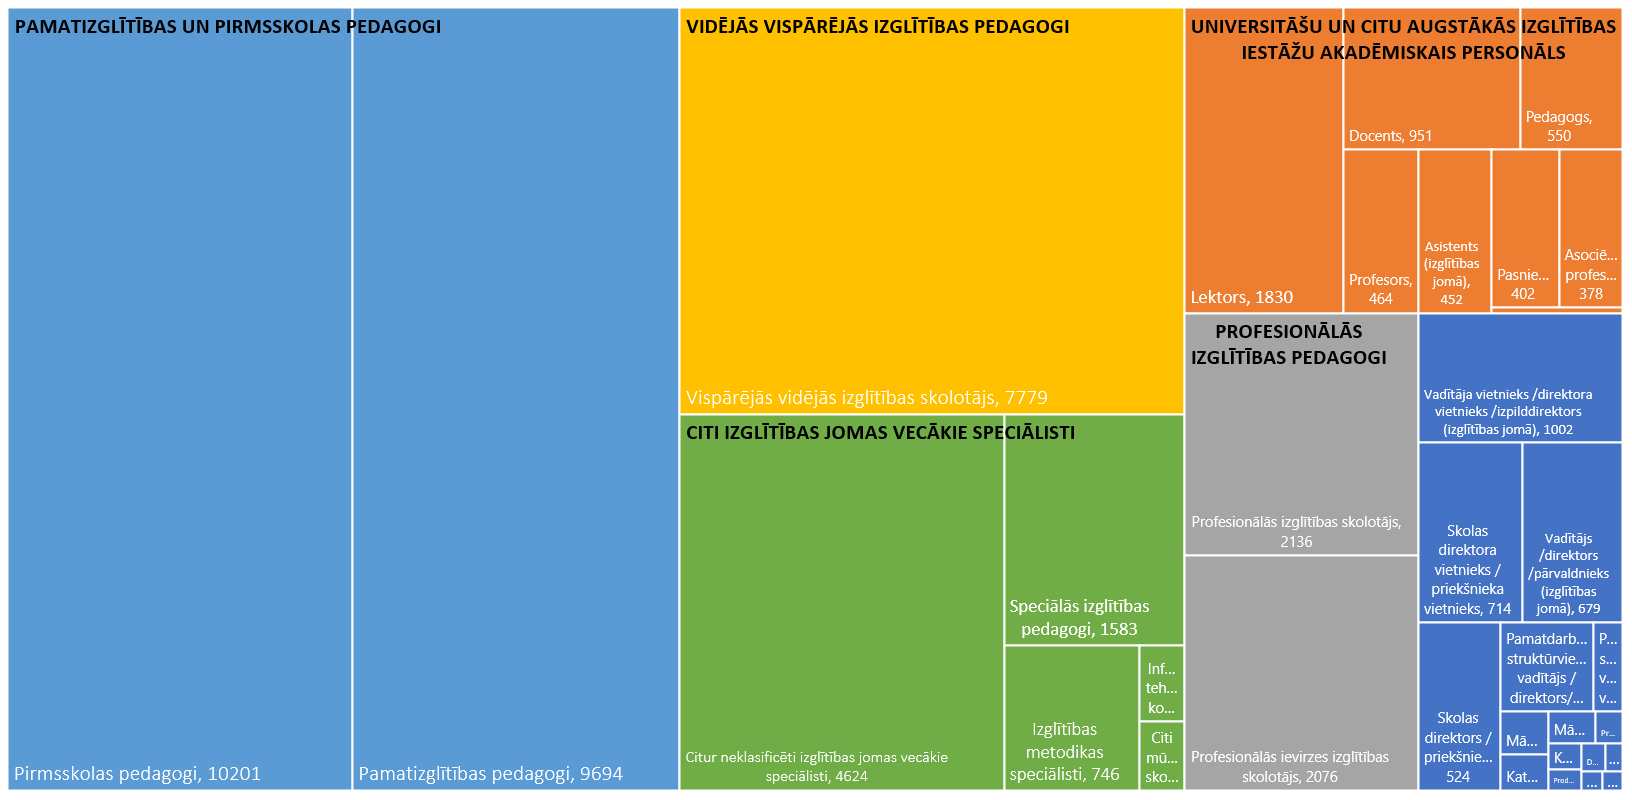 PAMATIZGLĪTĪBAS UN PIRMSSKOLAS PEDAGOGI
Pirmsskolas pedagogi, 10201
Pamatizglītības pedagogi, 9694
VIDĒJĀS VISPĀRĒJĀS IZGLĪTĪBAS PEDAGOGI
Vispārējās vidējās izglītības skolotājs, 7779
CITI IZGLĪTĪBAS JOMAS VECĀKIE SPECIĀLISTI
Citur neklasificēti izglītības jomas vecākie
speciālisti, 4624
Speciālās izglītības
pedagogi, 1583
Izglītības
metodikas
speciālisti, 746
Inf...
teh...
ko...
Citi
mū...
sko...
UNIVERSITĀŠU UN CITU AUGSTĀKĀS IZGLĪTĪBAS
IESTĀŽU AKADĒMISKAIS PERSONĀLS
Lektors, 1830
Docents, 951
Pedagogs,
550
Profesors,
464
Asistents
(izglītības
jomā),
452
Pasnie...
402
Asociē...
profes...
378
PROFESIONĀLĀS
IZGLĪTĪBAS PEDAGOGI
Profesionālās izglītības skolotājs,
2136
Profesionālās ievirzes izglītības
skolotājs, 2076
Vadītāja vietnieks /direktora
vietnieks /izpilddirektors
(izglītības jomā), 1002
Skolas
direktora
vietnieks /
priekšnieka
vietnieks, 714
Vadītājs
/direktors
/pārvaldnieks
(izglītības
jomā), 679
Skolas
direktors /
priekšnie...
524
Pamatdarb...
struktūrvie...
vadītājs /
direktors/...
P...
s...
v...
v...
Mā...
Kat...
Mā...
Pr...
K...
D...
...
Prod...
...
...